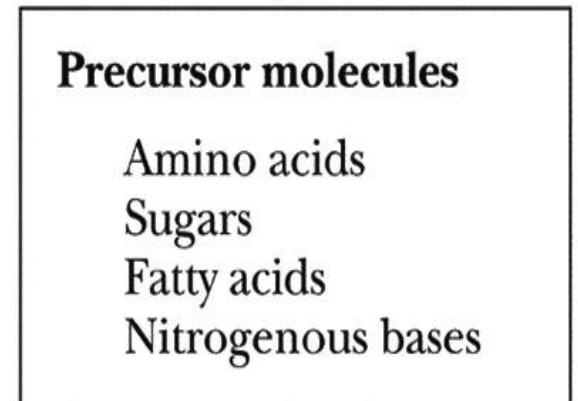 Precursor molecules
Amino acids
Sugars
Fatty acids
Nitrogenous bases